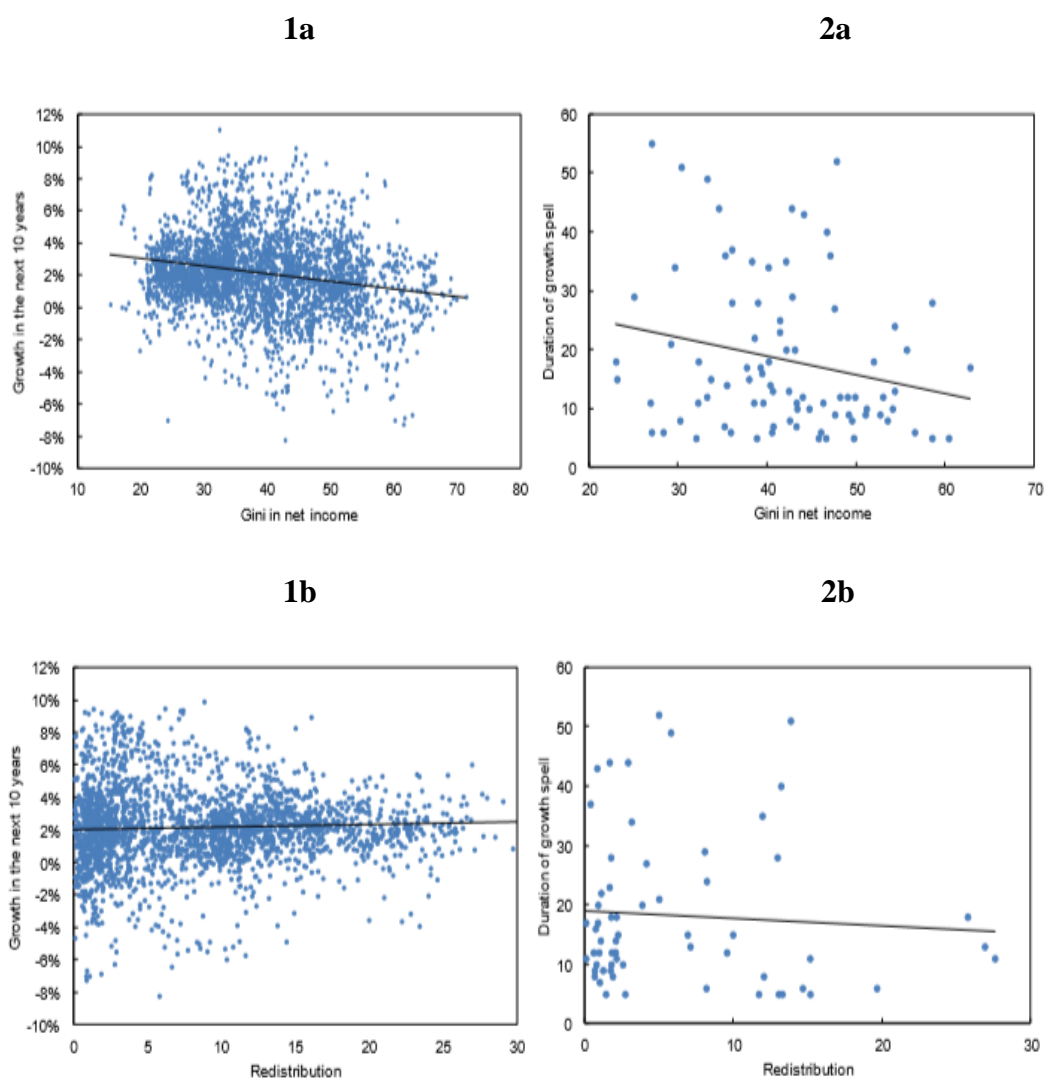 1a
2a
12%
10%
8%
6%
4%
2%
0%
-2%
-4%
-6%
-8%
-10%
Growth in the next 10 years
10 20 30 40 50 60 70 80
Gini in net income
60
50
40
30
20
10
0
Duration of growth spell
20 30 40 50 60 70
Gini in net income
1b
2b
12%
10%
8%
6%
4%
2%
0%
-2%
-4%
-6%
-8%
-10%
Growth in the next 10 years
0 5 10 15 20 25 30
Redistribution
60
50
40
30
20
10
0
Duration of growth spell
0 10 20 30
Redistribution